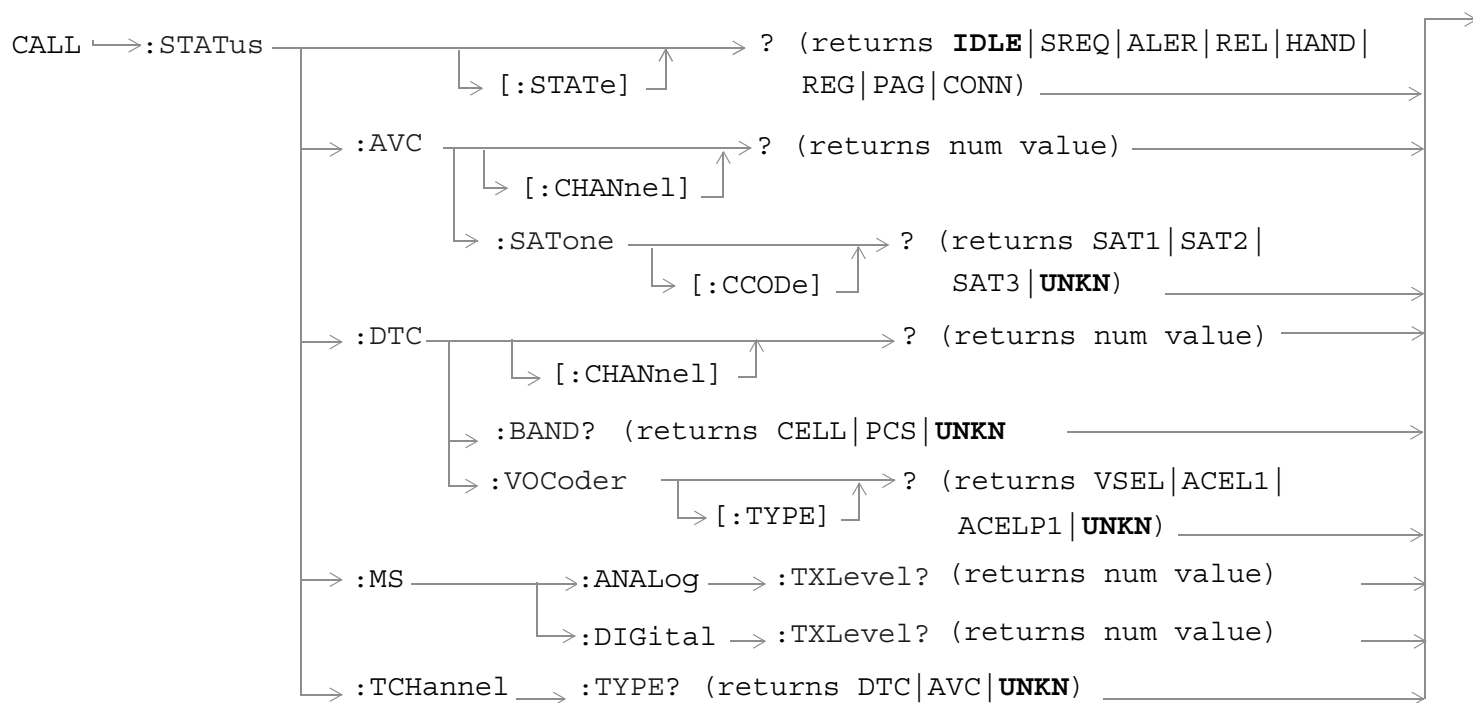 CALL :STATus ? (returns IDLE|SREQ|ALER|REL|HAND|
[:STATe] REG|PAG|CONN)
:AVC ? (returns num value)
[:CHANnel]
:SATone ? (returns SAT1|SAT2|
[:CCODe] SAT3|UNKN)
:DTC ? (returns num value)
[:CHANnel]
:BAND? (returns CELL|PCS|UNKN
:VOCoder ? (returns VSEL|ACEL1|
[:TYPE] ACELP1|UNKN)
:MS :ANALog :TXLevel? (returns num value)
:DIGital :TXLevel? (returns num value)
:TCHannel :TYPE? (returns DTC|AVC|UNKN)